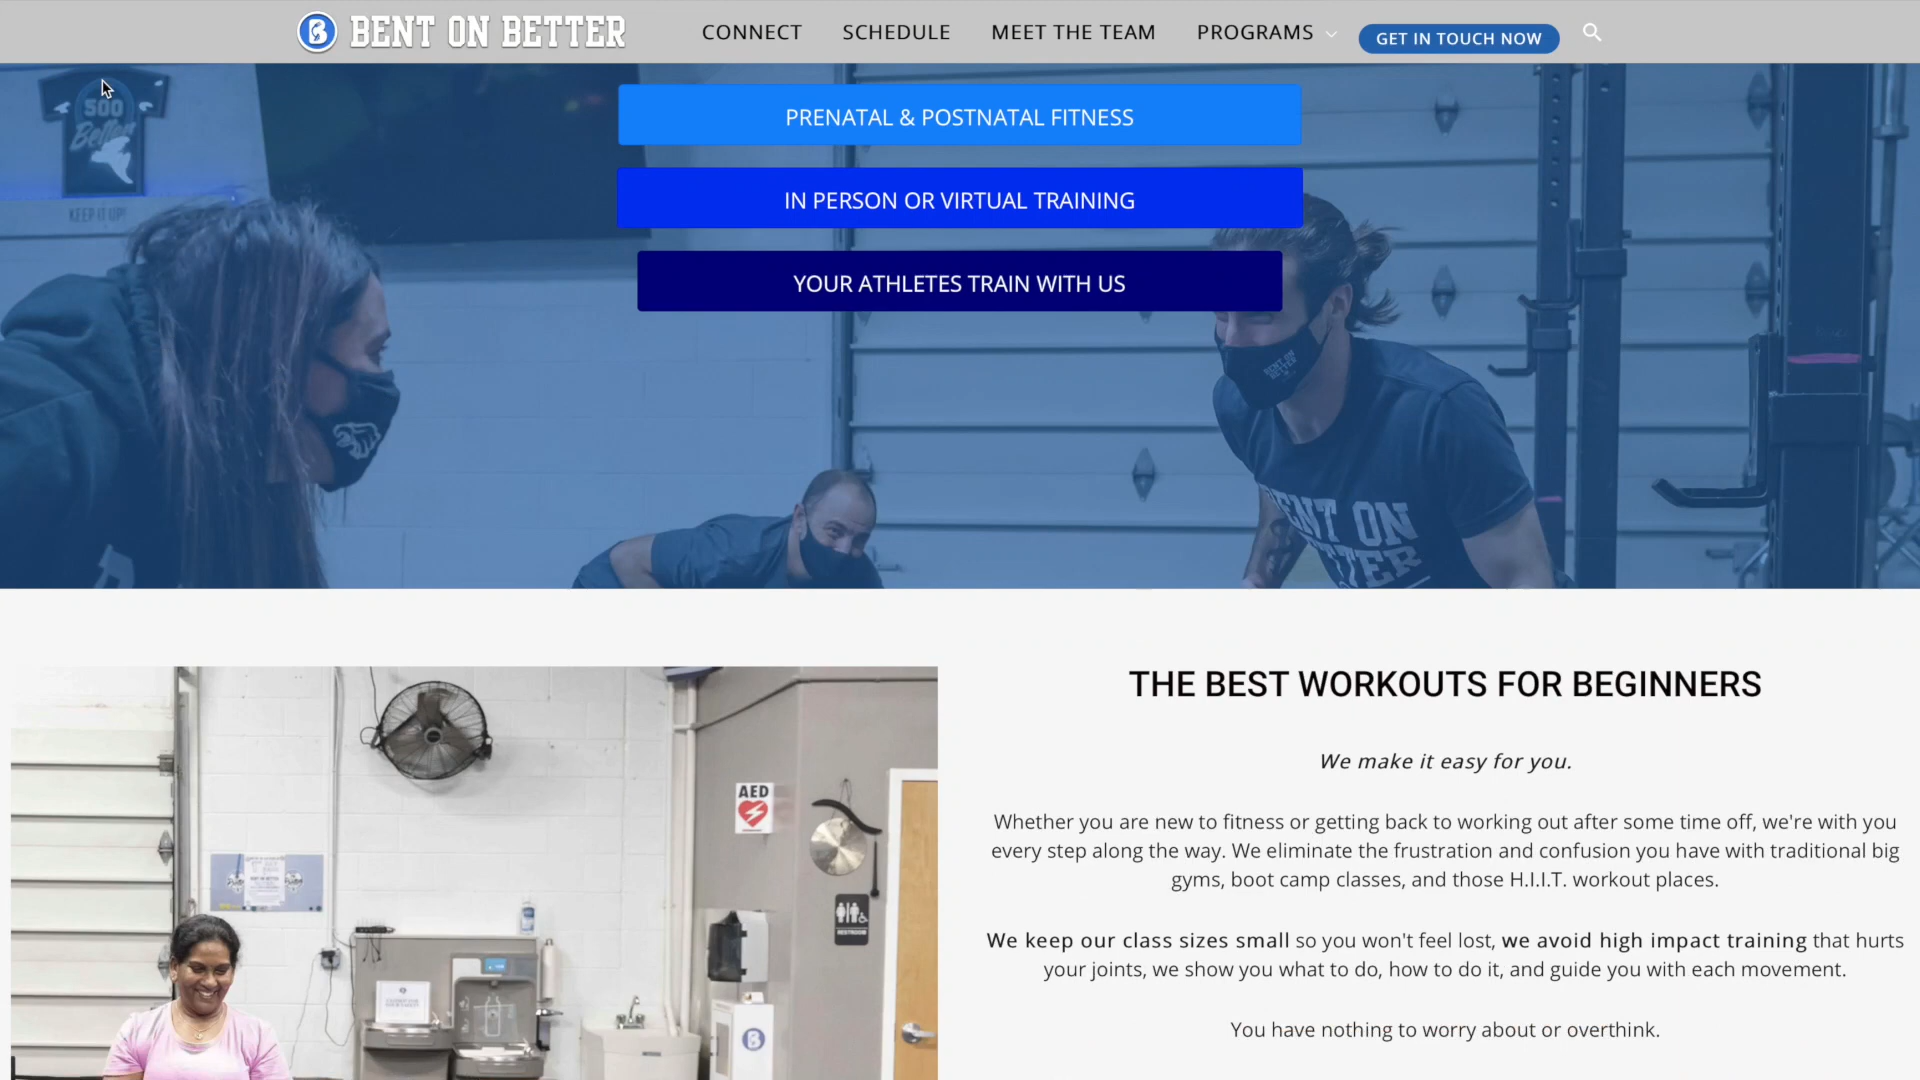 BENT ON BETTER
CONNECT
SCHEDULE
MEET THE TEAM
PROGRAMS
GET IN TOUCH NOW
500
Better
KEEP IT UP!
PRENATAL & POSTNATAL FITNESS
IN PERSON OR VIRTUAL TRAINING
YOUR ATHLETES TRAIN WITH US
BENT ON
BETTER
ENT ON
TTER
AED
RESTROOM
THE BEST WORKOUTS FOR BEGINNERS
We make it easy for you.
Whether you are new to fitness or getting back to working out after some time off, we're with you
every step along the way. We eliminate the frustration and confusion you have with traditional big
gyms, boot camp classes, and those H.I.I.T. workout places.
We keep our class sizes small so you won't feel lost, we avoid high impact training that hurts
your joints, we show you what to do, how to do it, and guide you with each movement.
You have nothing to worry about or overthink.